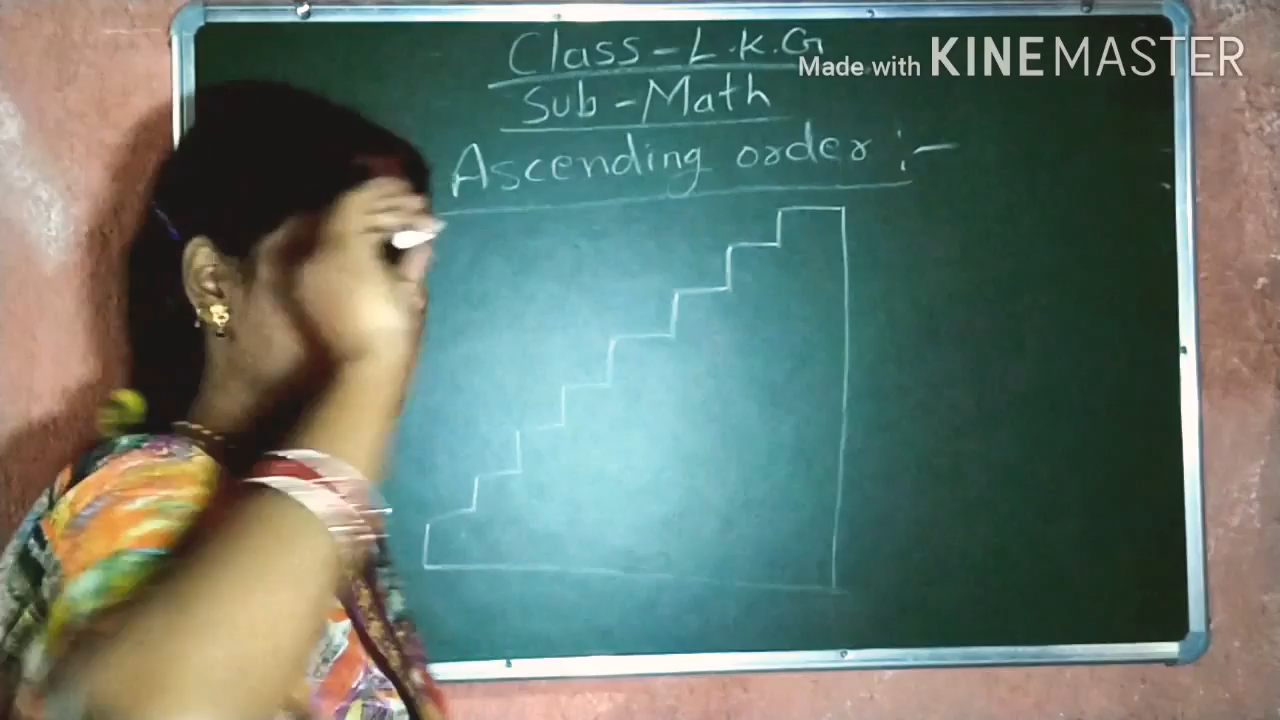 Class - L.K.G
Made with KINEMASTER
Sub - Math
Ascending order :-